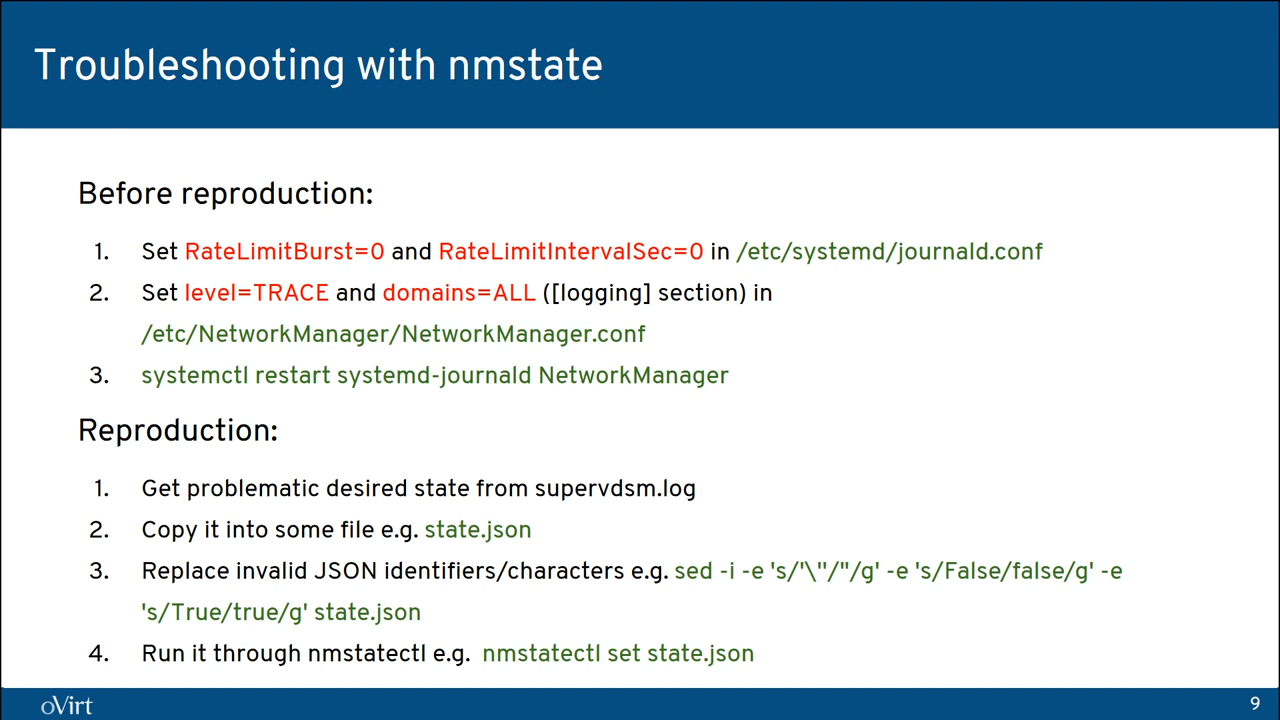 Troubleshooting with nmstate
Before reproduction:
1. Set RateLimitBurst=0 and RateLimitIntervalSec=0 in /etc/systemd/journald.conf
2. Set level=TRACE and domains=ALL ([logging] section) in
/etc/NetworkManager/NetworkManager.conf
3. systemctl restart systemd-journald NetworkManager
Reproduction:
1. Get problematic desired state from supervdsm.log
2. Copy it into some file e.g. state.json
3. Replace invalid JSON identifiers/characters e.g. sed -i -e 's/'\"/"/g' -e 's/False/false/g' -e
's/True/true/g' state.json
4. Run it through nmstatectl e.g. nmstatectl set state.json
oVirt
9